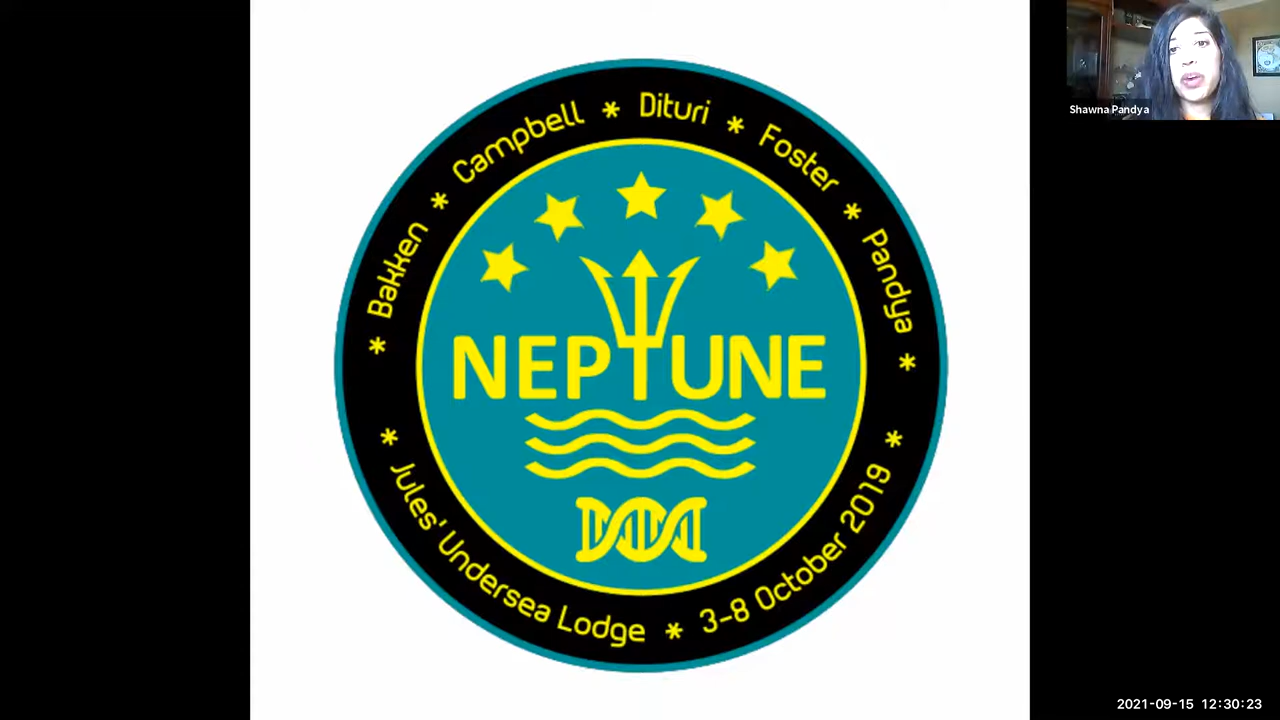 * Bakken * Campbell * Dituri * Foster * Pandya *
NEPTUNE
* Jules' Undersea Lodge * 3-8 October 2019 *
Shawna Pandya
2021-09-15 12:30:23